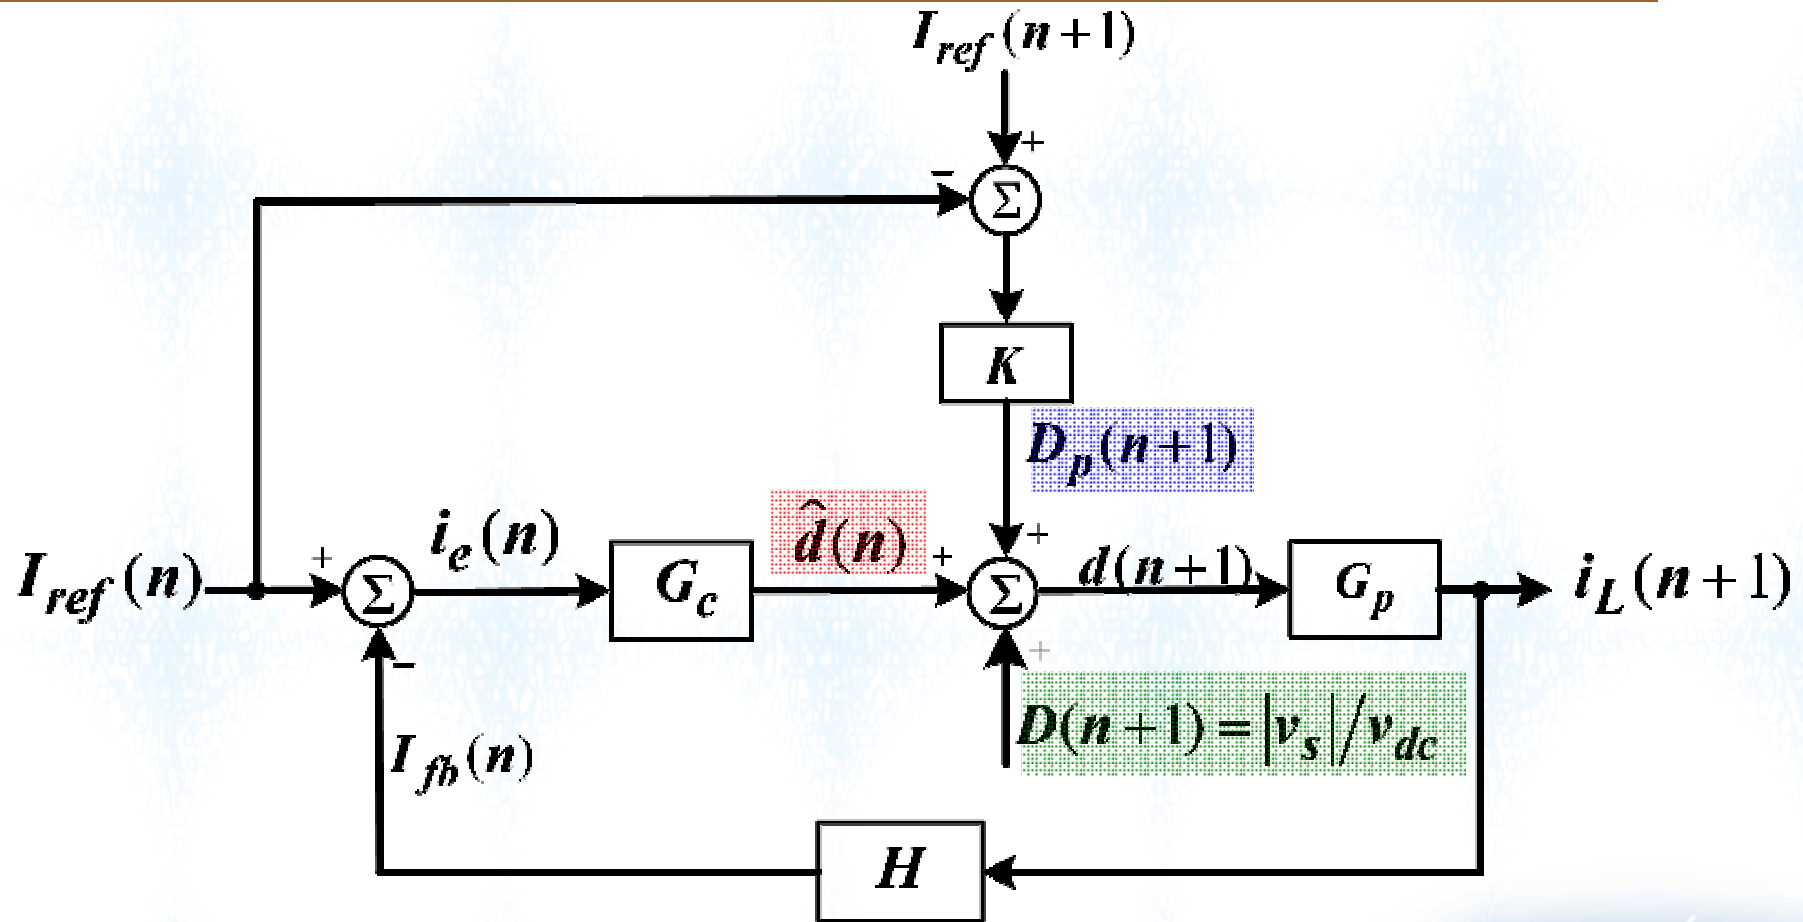 I_ref(n+1)
+
−
Σ
K
D_p(n+1)
+
i_e(n)
d̂(n)
+
+
d(n+1)
I_ref(n)
Σ
G_c
Σ
G_p
i_L(n+1)
−
+
D(n+1)=|v_s|/v_dc
I_fb(n)
H